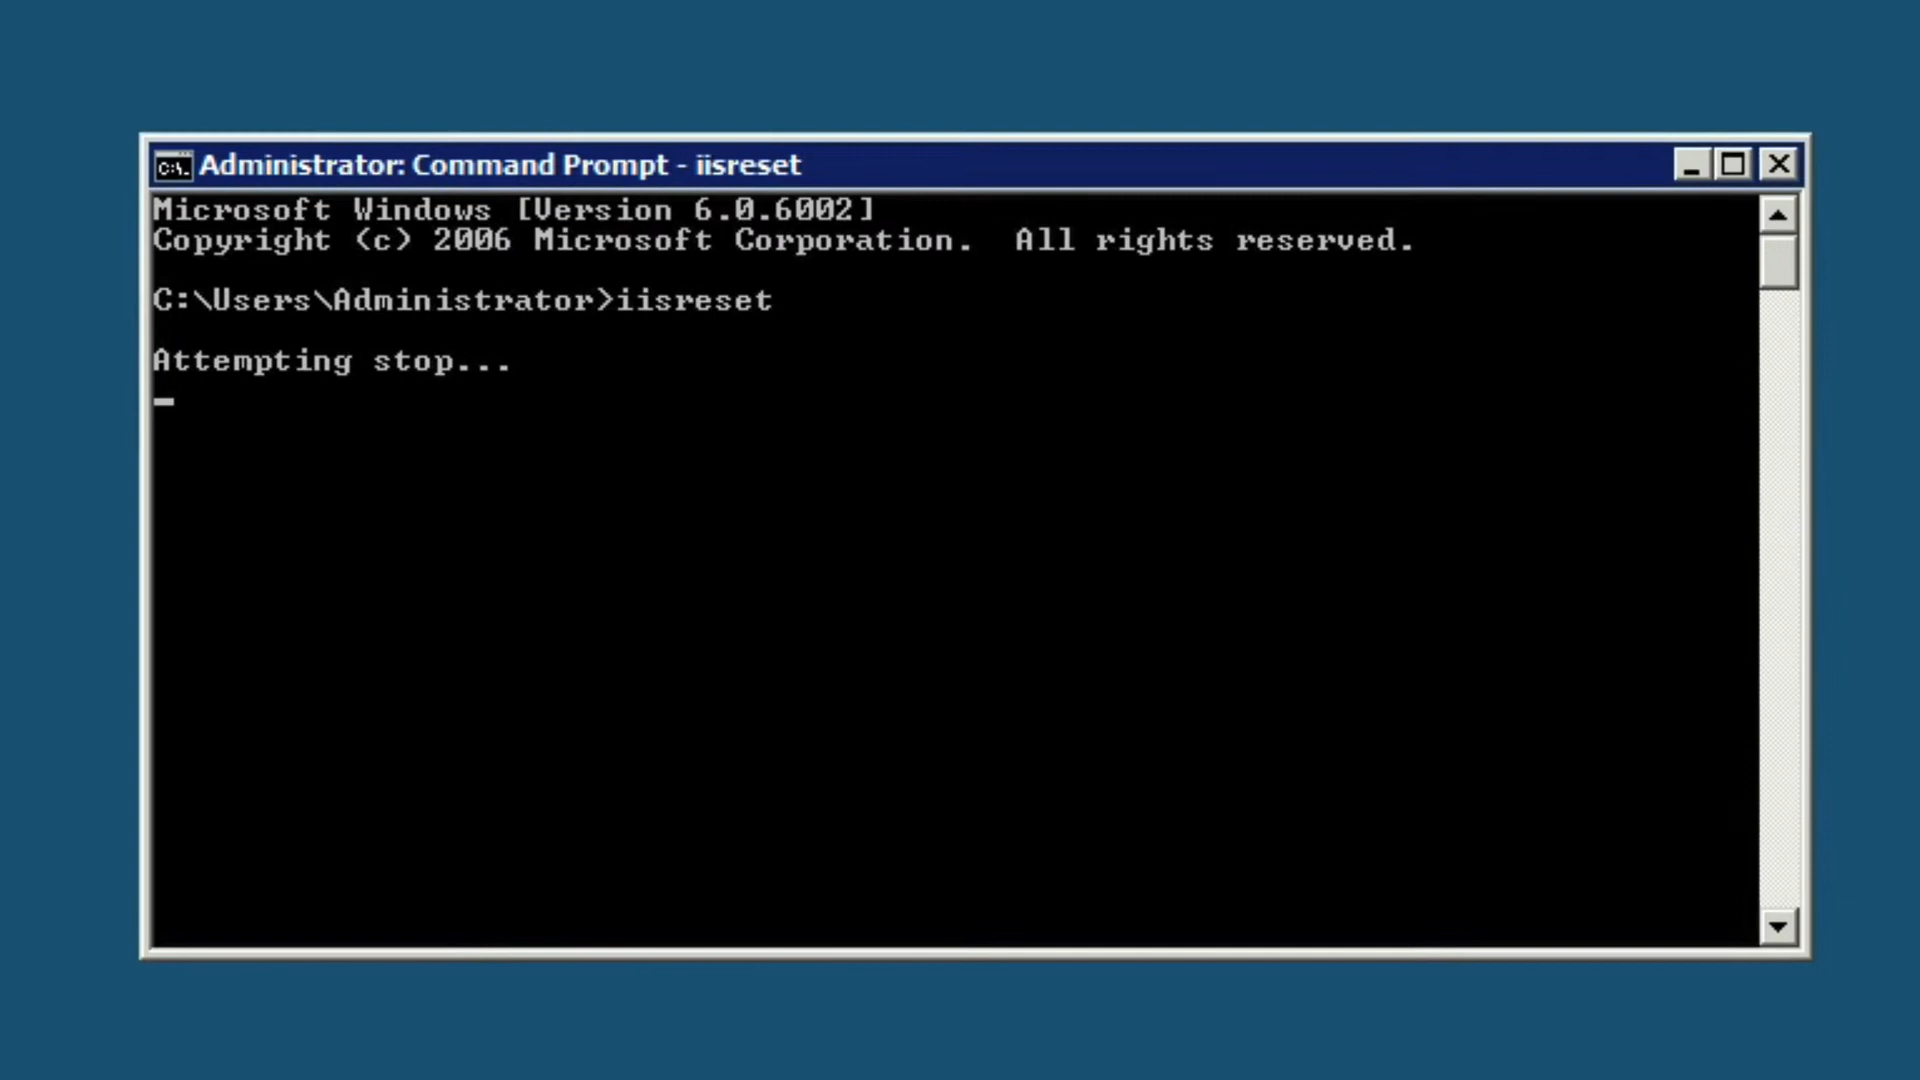 C:\.
Administrator: Command Prompt - iisreset
Microsoft Windows [Version 6.0.6002]
Copyright (c) 2006 Microsoft Corporation.  All rights reserved.
C:\Users\Administrator>iisreset
Attempting stop...